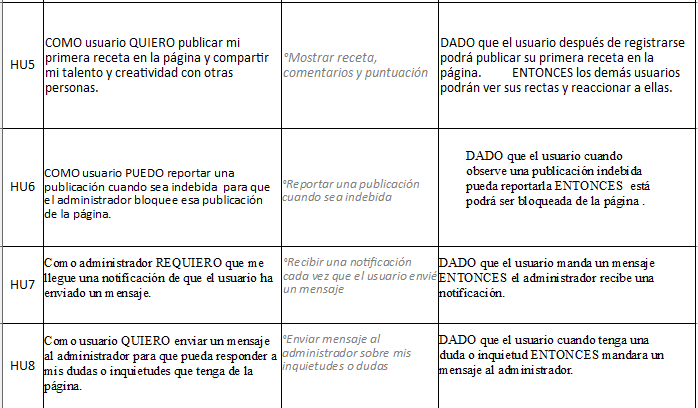 HU5
COMO usuario QUIERO publicar mi
primera receta en la página y compartir
mi talento y creatividad con otras
personas.
°Mostrar receta,
comentarios y puntuación
DADO que el usuario después de registrarse
podrá publicar su primera receta en la
página. ENTONCES los demás usuarios
podrán ver sus rectas y reaccionar a ellas.
HU6
COMO usuario PUEDO reportar una
publicación cuando sea indebida para que
el administrador bloquee esa publicación
de la página.
°Reportar una publicación
cuando sea indebida
DADO que el usuario cuando
observe una publicación indebida
pueda reportarla ENTONCES está
podrá ser bloqueada de la página .
HU7
Como administrador REQUIERO que me
llegue una notificación de que el usuario ha
enviado un mensaje.
°Recibir una notificación
cada vez que el usuario envié
un mensaje
DADO que el usuario manda un mensaje
ENTONCES el administrador recibe una
notificación.
HU8
Como usuario QUIERO enviar un mensaje
al administrador para que pueda responder a
mis dudas o inquietudes que tenga de la
página.
°Enviar mensaje al
administrador sobre mis
inquietudes o dudas
DADO que el usuario cuando tenga una
duda o inquietud ENTONCES mandara un
mensaje al administrador.